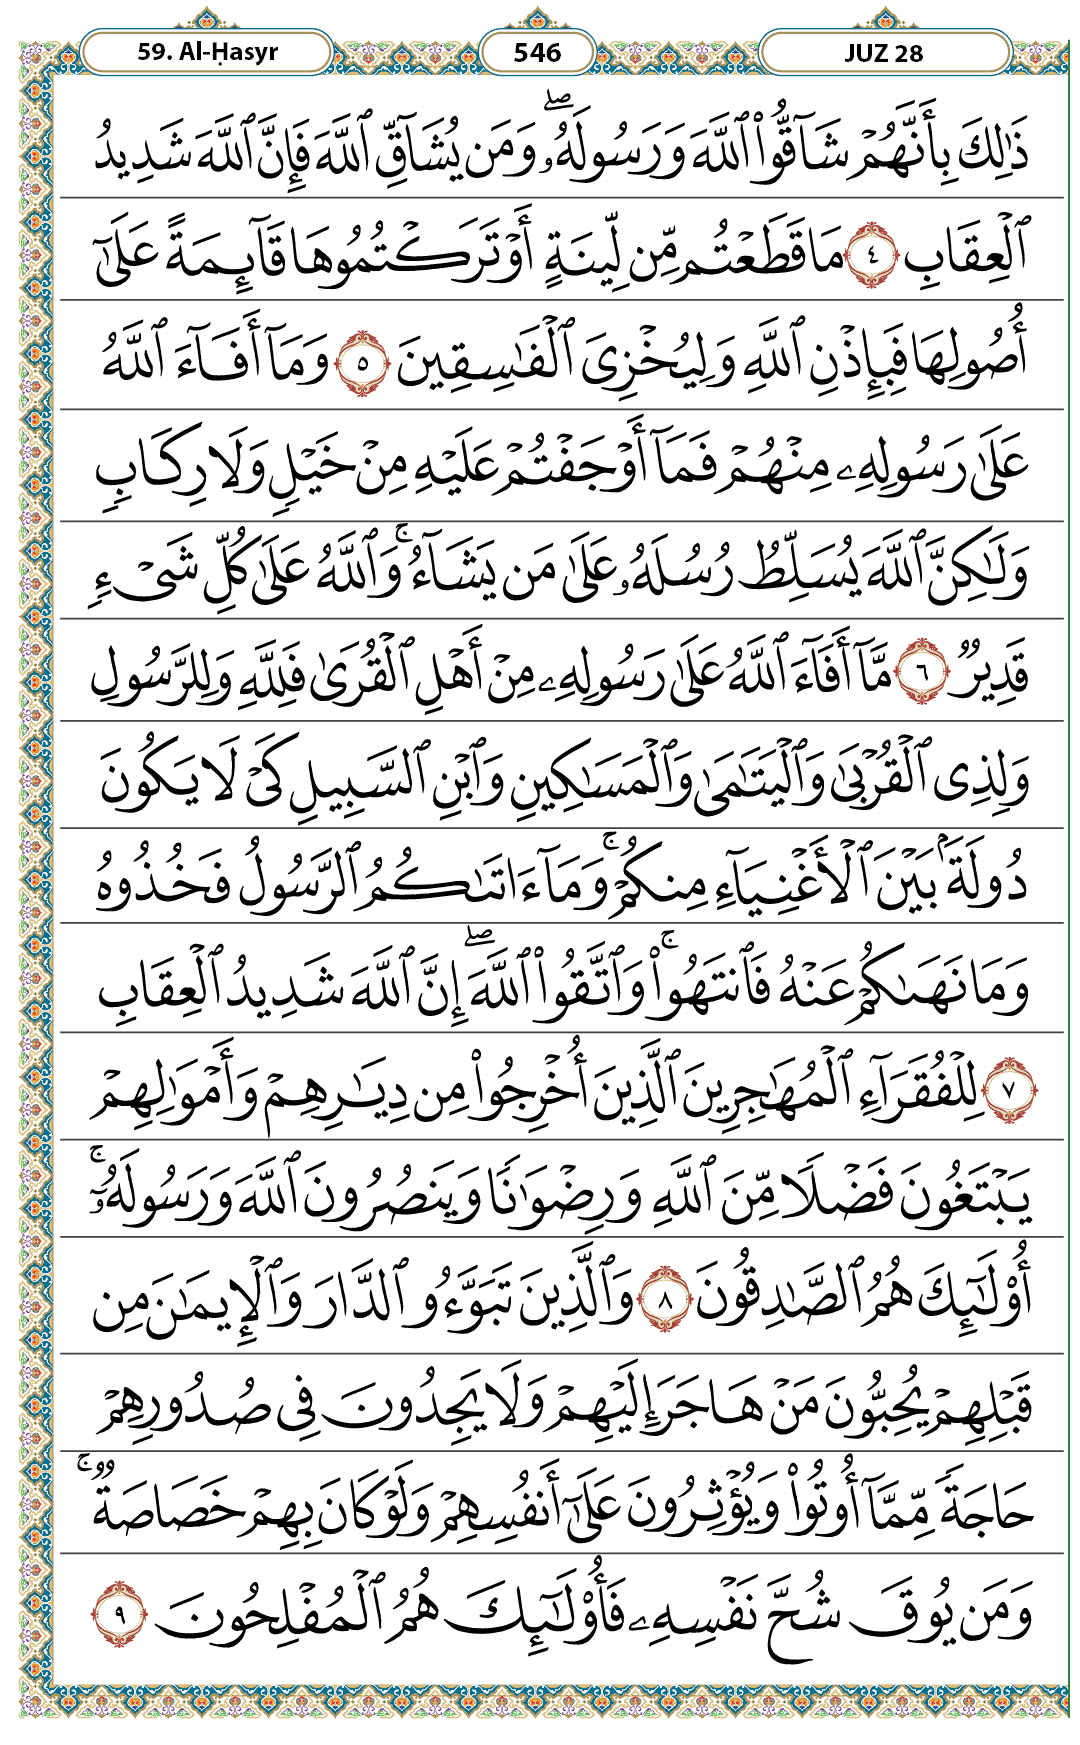 59. Al-Ḥasyr
546
JUZ 28
ذَٰلِكَ بِأَنَّهُمْ شَآقُّوا۟ ٱللَّهَ وَرَسُولَهُۥ ۖ وَمَن يُشَآقِّ ٱللَّهَ فَإِنَّ ٱللَّهَ شَدِيدُ
ٱلْعِقَابِ ٤ مَا قَطَعْتُم مِّن لِّينَةٍ أَوْ تَرَكْتُمُوهَا قَآئِمَةً عَلَىٰٓ
أُصُولِهَا فَبِإِذْنِ ٱللَّهِ وَلِيُخْزِىَ ٱلْفَٰسِقِينَ ٥ وَمَآ أَفَآءَ ٱللَّهُ
عَلَىٰ رَسُولِهِۦ مِنْهُمْ فَمَآ أَوْجَفْتُمْ عَلَيْهِ مِنْ خَيْلٍ وَلَا رِكَابٍ
وَلَٰكِنَّ ٱللَّهَ يُسَلِّطُ رُسُلَهُۥ عَلَىٰ مَن يَشَآءُ ۚ وَٱللَّهُ عَلَىٰ كُلِّ شَىْءٍ
قَدِيرٌ ٦ مَّآ أَفَآءَ ٱللَّهُ عَلَىٰ رَسُولِهِۦ مِنْ أَهْلِ ٱلْقُرَىٰ فَلِلَّهِ وَلِلرَّسُولِ
وَلِذِى ٱلْقُرْبَىٰ وَٱلْيَتَٰمَىٰ وَٱلْمَسَٰكِينِ وَٱبْنِ ٱلسَّبِيلِ كَىْ لَا يَكُونَ
دُولَةًۢ بَيْنَ ٱلْأَغْنِيَآءِ مِنكُمْ ۚ وَمَآ ءَاتَىٰكُمُ ٱلرَّسُولُ فَخُذُوهُ
وَمَا نَهَىٰكُمْ عَنْهُ فَٱنتَهُوا۟ ۚ وَٱتَّقُوا۟ ٱللَّهَ ۖ إِنَّ ٱللَّهَ شَدِيدُ ٱلْعِقَابِ
٧ لِلْفُقَرَآءِ ٱلْمُهَٰجِرِينَ ٱلَّذِينَ أُخْرِجُوا۟ مِن دِيَٰرِهِمْ وَأَمْوَٰلِهِمْ
يَبْتَغُونَ فَضْلًا مِّنَ ٱللَّهِ وَرِضْوَٰنًا وَيَنصُرُونَ ٱللَّهَ وَرَسُولَهُۥٓ ۚ
أُو۟لَٰٓئِكَ هُمُ ٱلصَّٰدِقُونَ ٨ وَٱلَّذِينَ تَبَوَّءُو ٱلدَّارَ وَٱلْإِيمَٰنَ مِن
قَبْلِهِمْ يُحِبُّونَ مَنْ هَاجَرَ إِلَيْهِمْ وَلَا يَجِدُونَ فِى صُدُورِهِمْ
حَاجَةً مِّمَّآ أُوتُوا۟ وَيُؤْثِرُونَ عَلَىٰٓ أَنفُسِهِمْ وَلَوْ كَانَ بِهِمْ خَصَاصَةٌ ۚ
وَمَن يُوقَ شُحَّ نَفْسِهِۦ فَأُو۟لَٰٓئِكَ هُمُ ٱلْمُفْلِحُونَ ٩